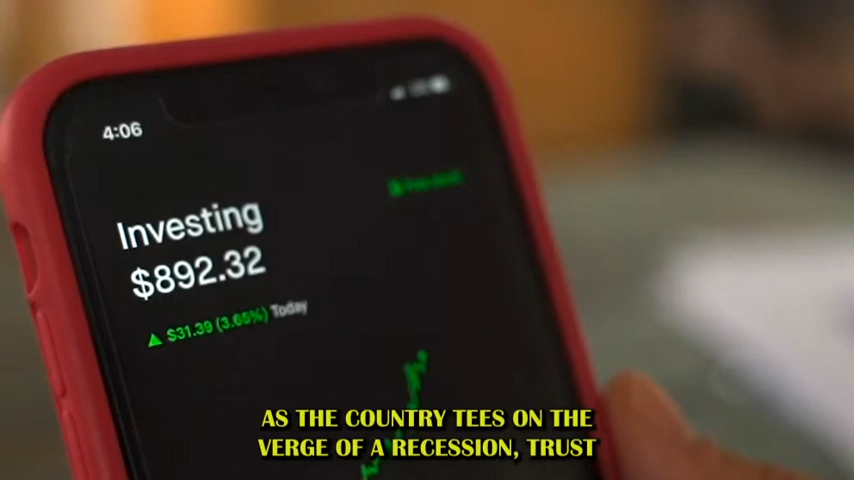 4:06
Investing
$892.32
▲ $31.39 (3.65%) Today
AS THE COUNTRY TEES ON THE
VERGE OF A RECESSION, TRUST